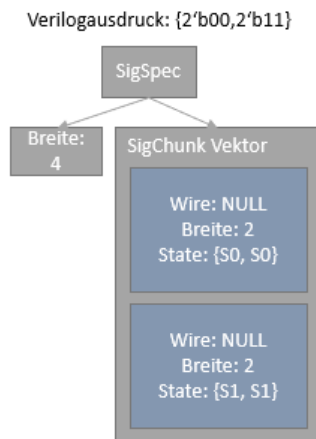 Verilogausdruck: {2‘b00,2‘b11}
SigSpec
Breite:
4
SigChunk Vektor
Wire: NULL
Breite: 2
State: {S0, S0}
Wire: NULL
Breite: 2
State: {S1, S1}